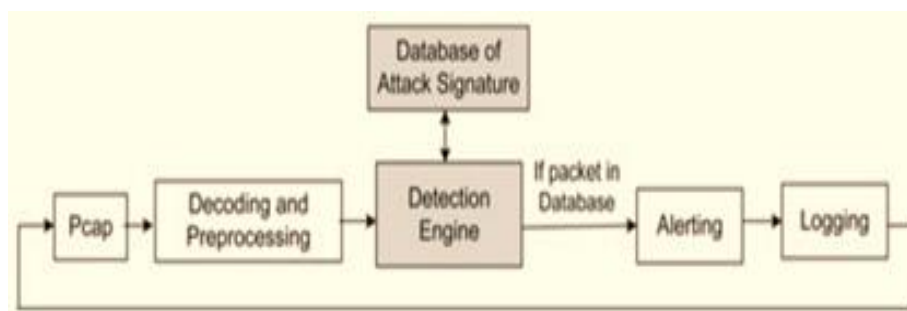 Database of
Attack Signature
If packet in
Database
Pcap
Decoding and
Preprocessing
Detection
Engine
Alerting
Logging